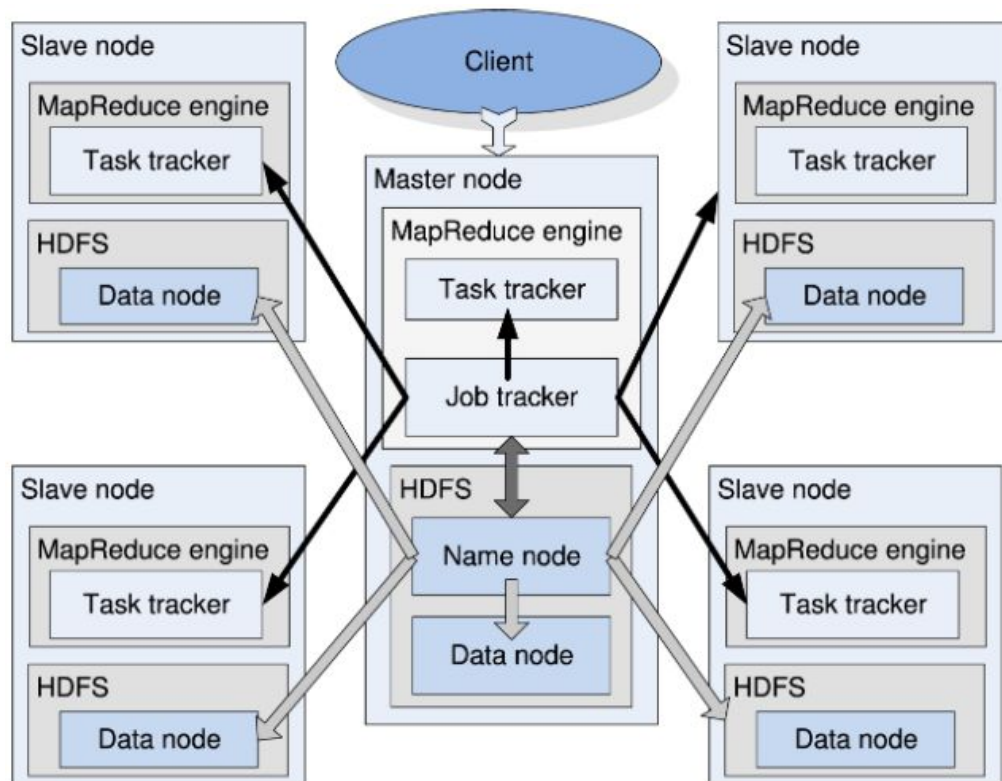 Slave node
MapReduce engine
Task tracker
HDFS
Data node
Client
Master node
MapReduce engine
Task tracker
Job tracker
HDFS
Name node
Data node
Slave node
MapReduce engine
Task tracker
HDFS
Data node
Slave node
MapReduce engine
Task tracker
HDFS
Data node
Slave node
MapReduce engine
Task tracker
HDFS
Data node